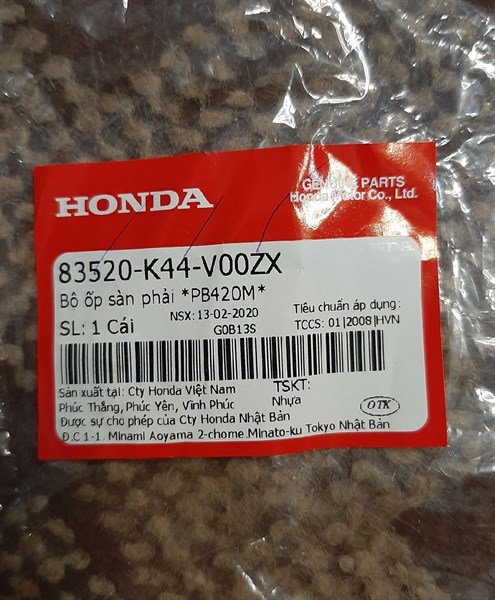 HONDA
GENUINE PARTS
Honda Motor Co., Ltd.
83520-K44-V00ZX
Bộ ốp sàn phải *PB420M*
NSX: 13-02-2020
Tiêu chuẩn áp dụng:
SL: 1 Cái
G0B13S
TCCS: 01|2008|HVN
Sản xuất tại: Cty Honda Việt Nam
TSKT:
Phúc Thắng, Phúc Yên, Vĩnh Phúc
Nhựa
OTK
Được sự cho phép của Cty Honda Nhật Bản
Đ.C 1-1. Minami Aoyama 2-chome.Minato-ku Tokyo Nhật Bản